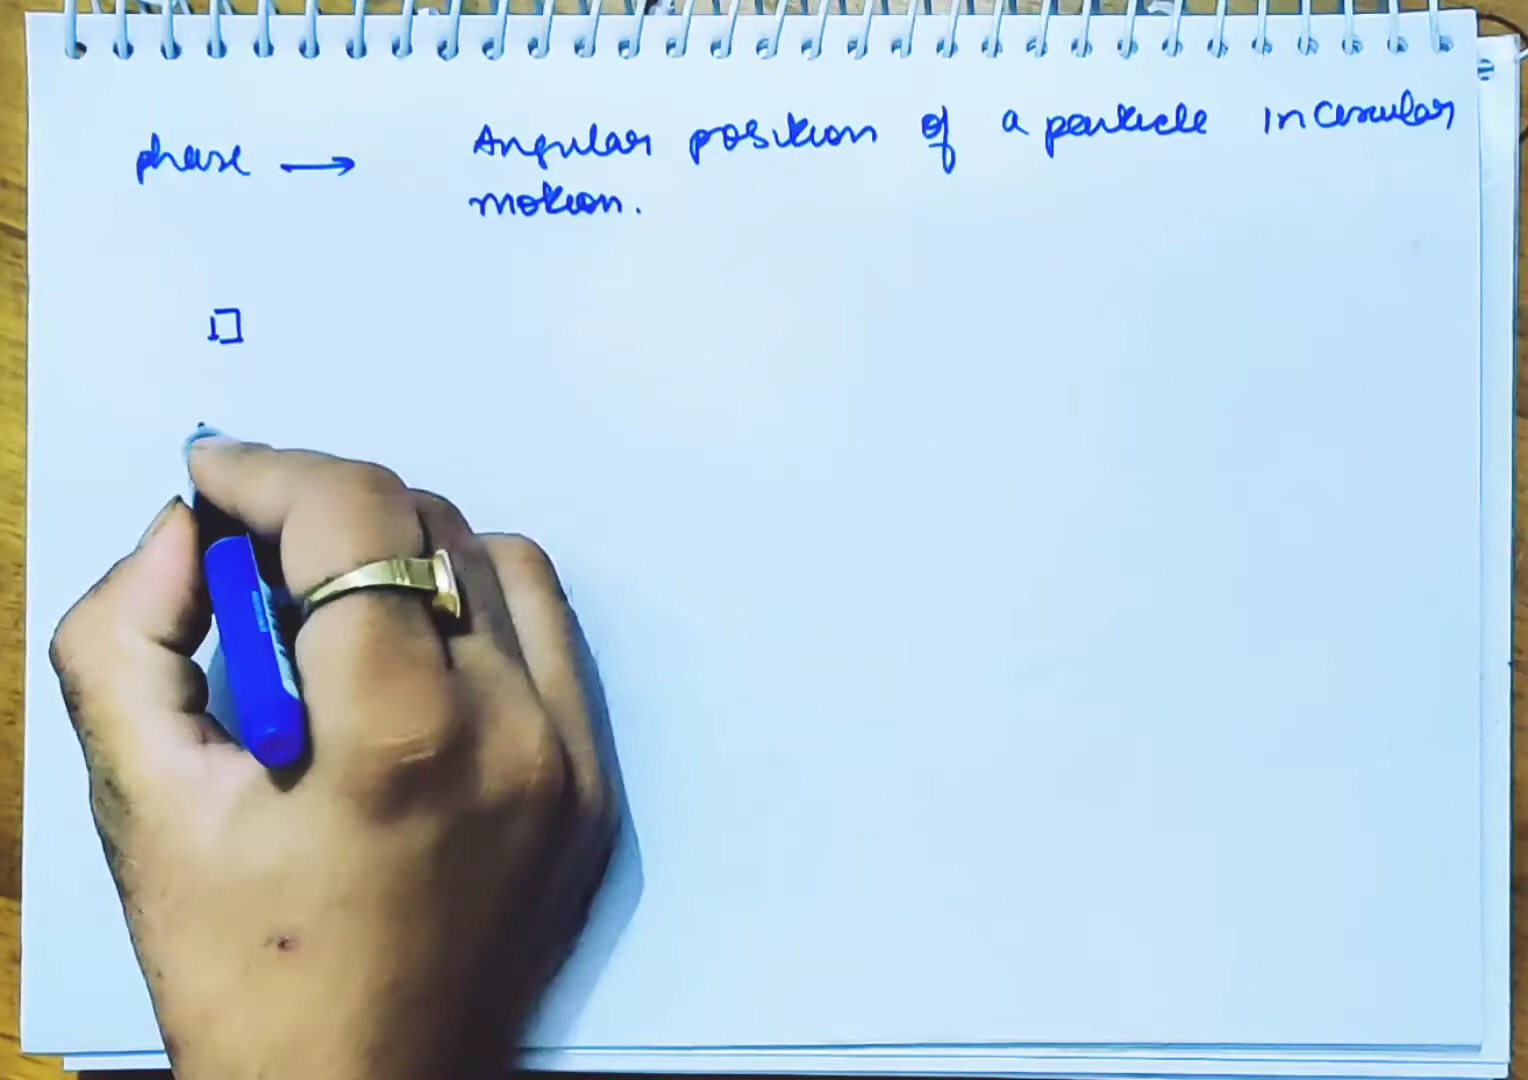 phase → Angular position of a particle in circular
motion.